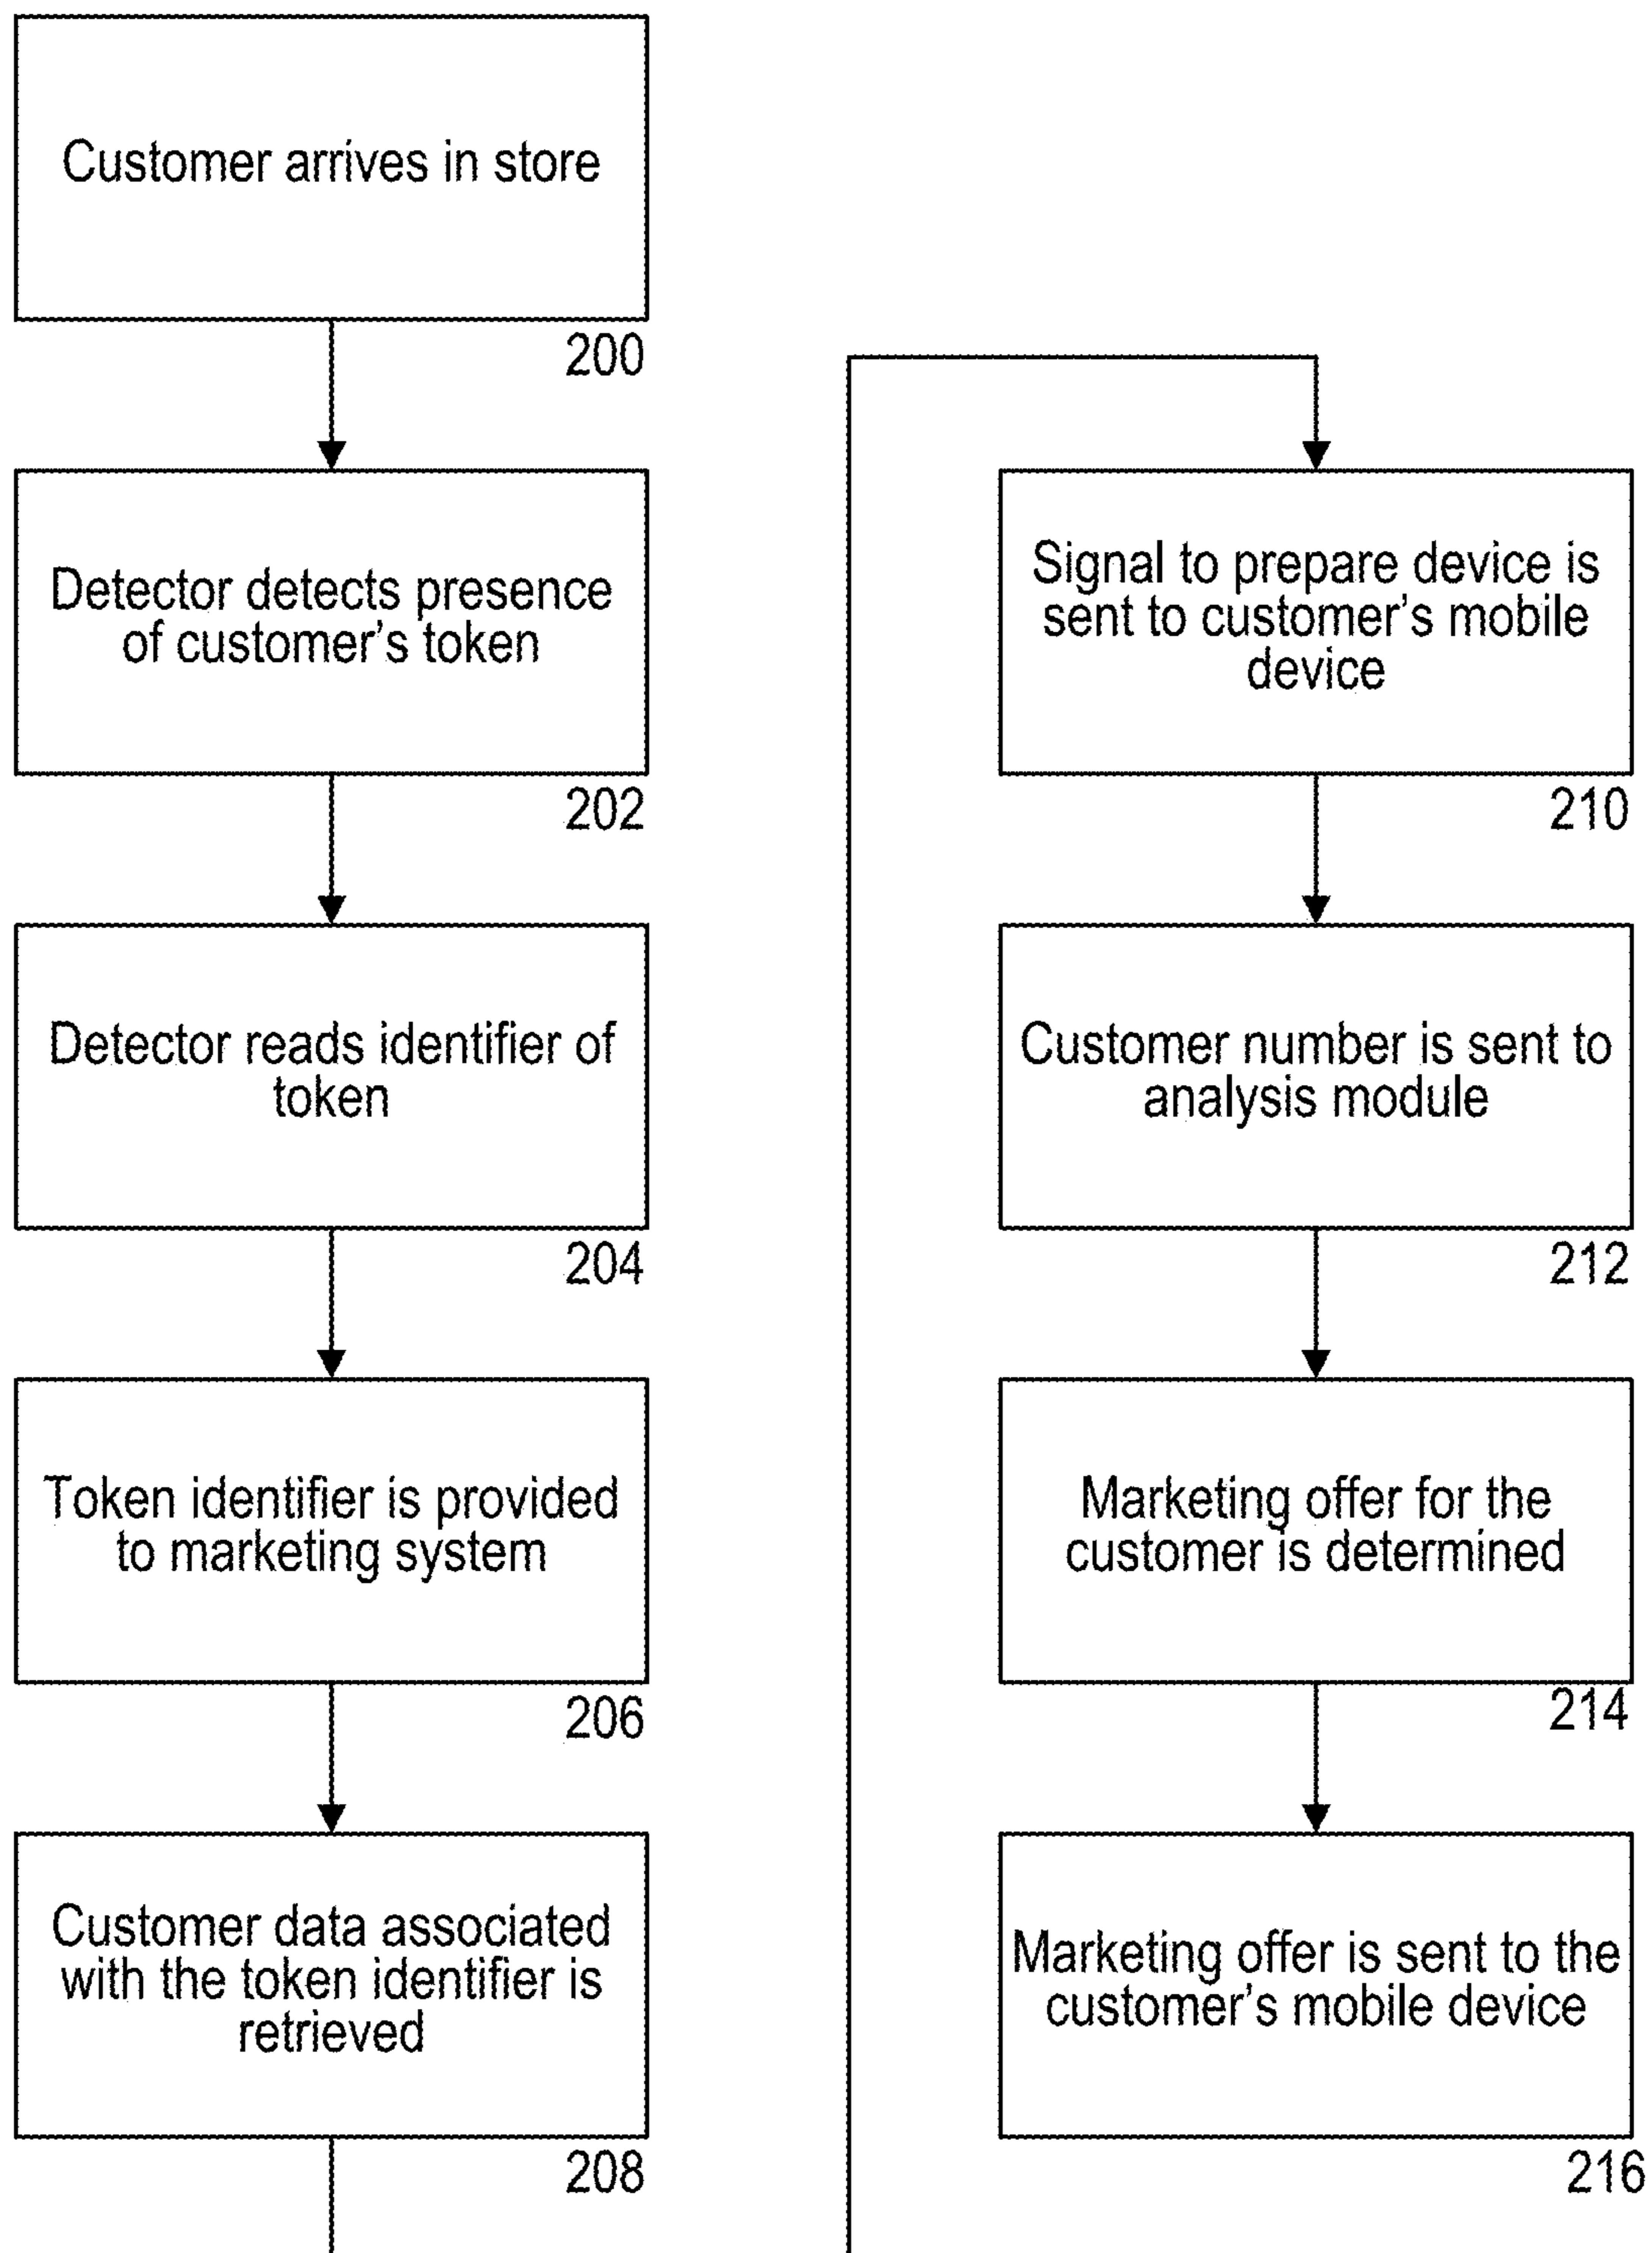 Customer arrives in store
200
Detector detects presence
of customer's token
202
Detector reads identifier of
token
204
Token identifier is provided
to marketing system
206
Customer data associated
with the token identifier is
retrieved
208
Signal to prepare device is
sent to customer's mobile
device
210
Customer number is sent to
analysis module
212
Marketing offer for the
customer is determined
214
Marketing offer is sent to the
customer's mobile device
216